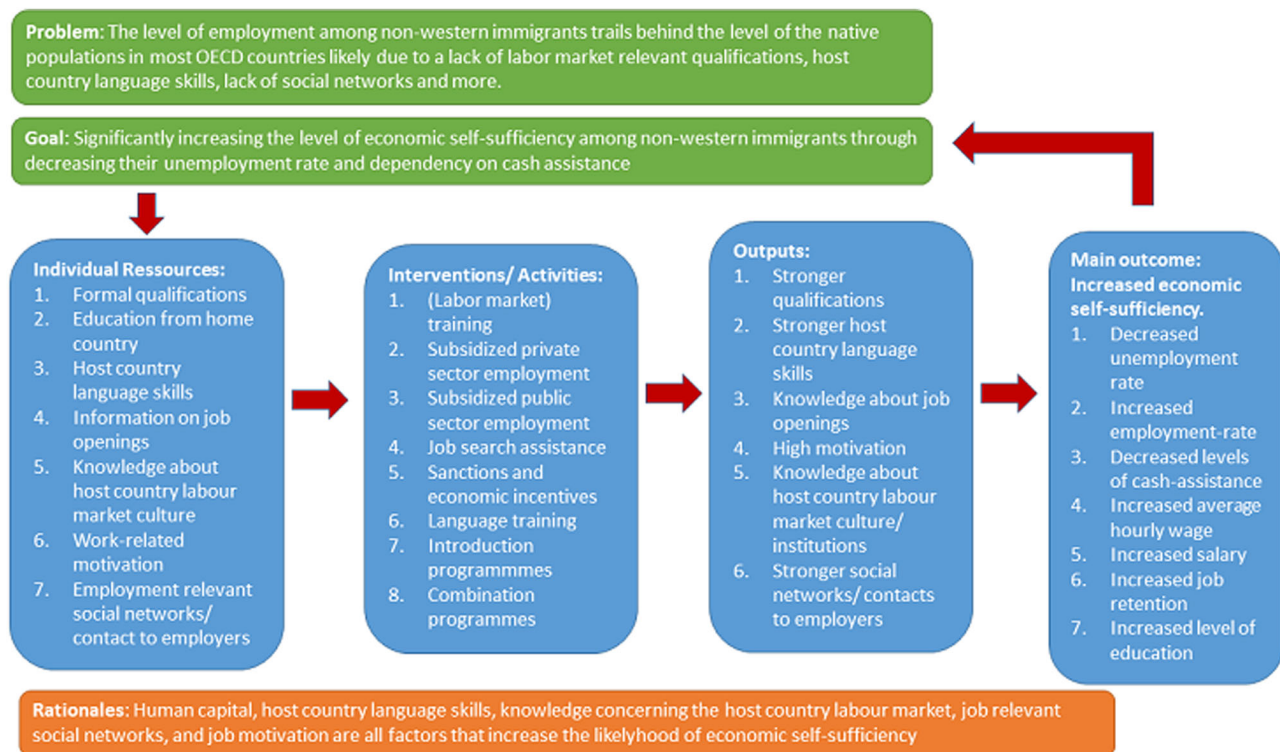 Problem: The level of employment among non-western immigrants trails behind the level of the native
populations in most OECD countries likely due to a lack of labor market relevant qualifications, host
country language skills, lack of social networks and more.
Goal: Significantly increasing the level of economic self-sufficiency among non-western immigrants through
decreasing their unemployment rate and dependency on cash assistance
Individual Ressources:
1. Formal qualifications
2. Education from home
country
3. Host country
language skills
4. Information on job
openings
5. Knowledge about
host country labour
market culture
6. Work-related
motivation
7. Employment relevant
social networks/
contact to employers
Interventions/ Activities:
1. (Labor market)
training
2. Subsidized private
sector employment
3. Subsidized public
sector employment
4. Job search assistance
5. Sanctions and
economic incentives
6. Language training
7. Introduction
programmmes
8. Combination
programmes
Outputs:
1. Stronger
qualifications
2. Stronger host
country language
skills
3. Knowledge about job
openings
4. High motivation
5. Knowledge about
host country labour
market culture/
institutions
6. Stronger social
networks/ contacts
to employers
Main outcome:
Increased economic
self-sufficiency.
1. Decreased
unemployment
rate
2. Increased
employment-rate
3. Decreased levels
of cash-assistance
4. Increased average
hourly wage
5. Increased salary
6. Increased job
retention
7. Increased level of
education
Rationales: Human capital, host country language skills, knowledge concerning the host country labour market, job relevant
social networks, and job motivation are all factors that increase the likelyhood of economic self-sufficiency